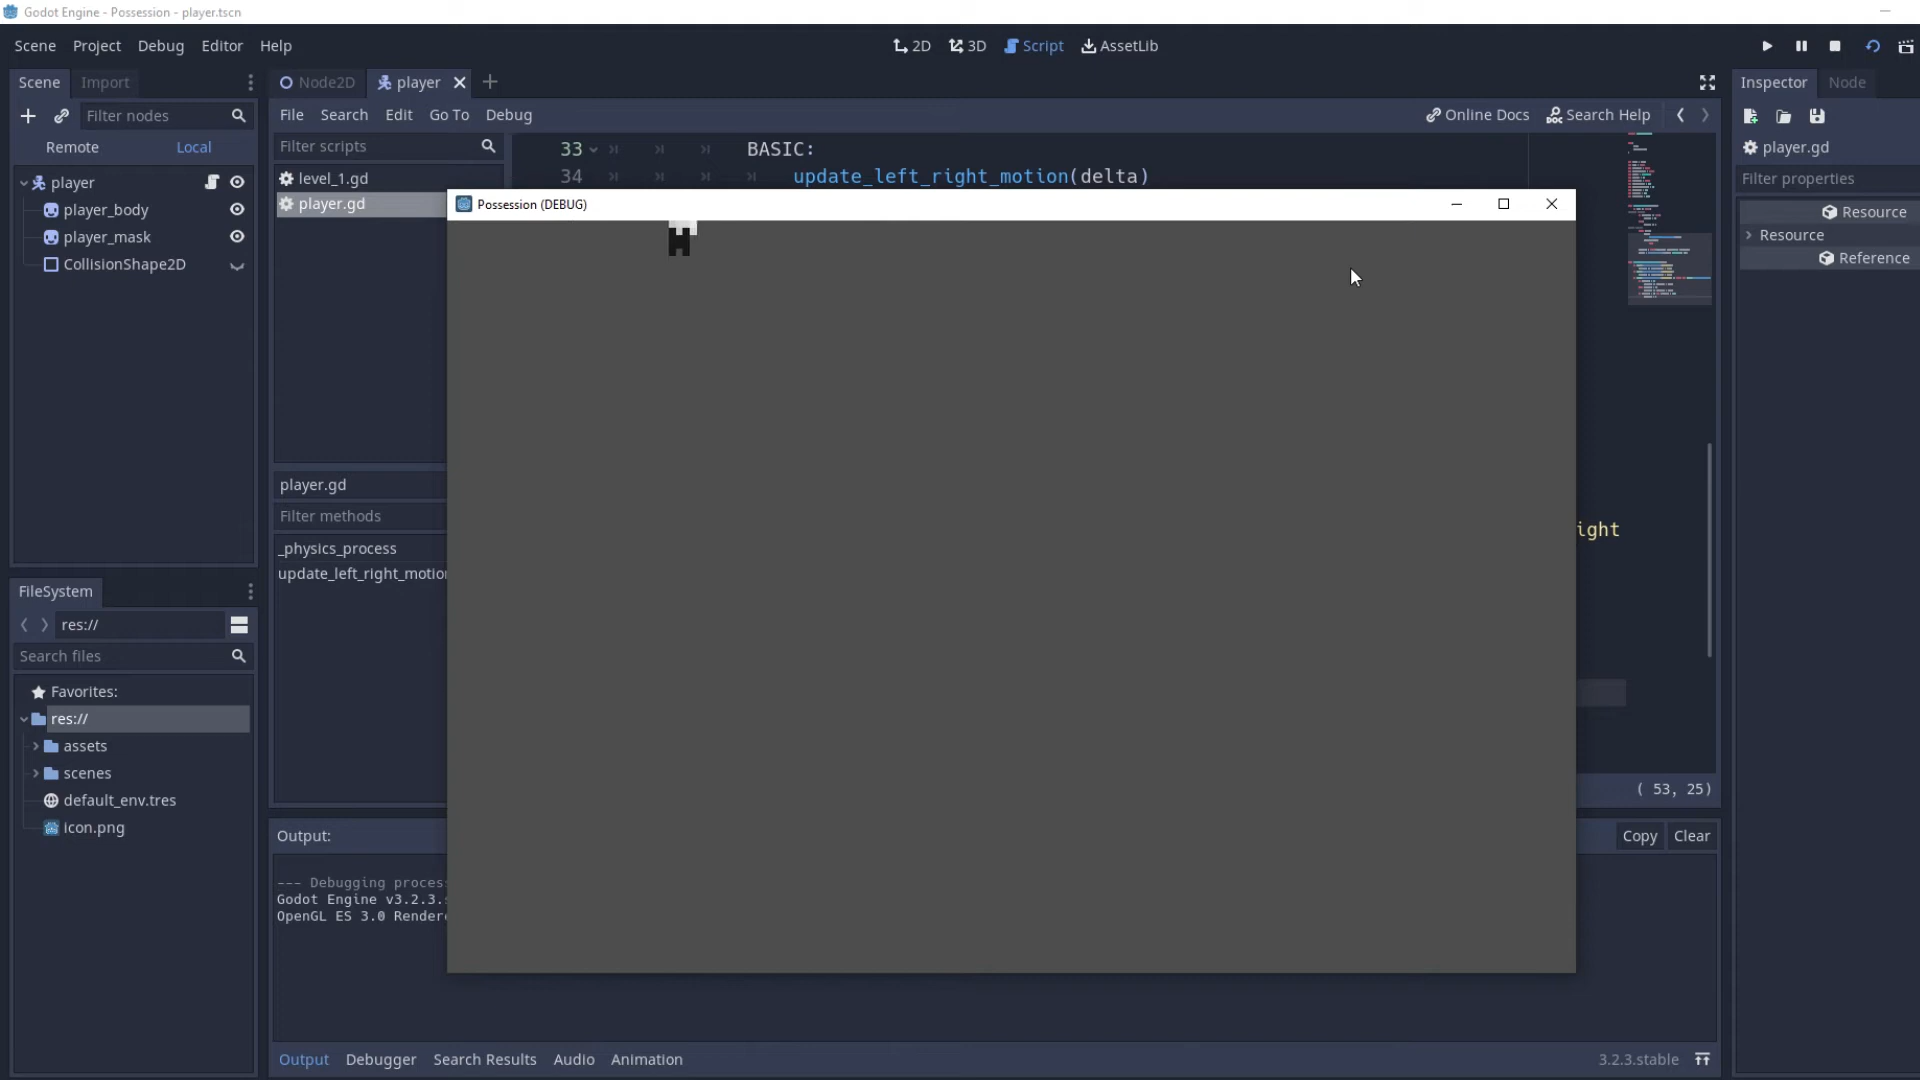 Godot Engine - Possession - player.tscn
Scene Project Debug Editor Help
2D 3D Script AssetLib
Scene Import
Node2D player
Inspector Node
Filter nodes
File Search Edit Go To Debug
Online Docs Search Help
Remote Local
Filter scripts
33 BASIC:
player.gd
level_1.gd
34 update_left_right_motion(delta)
Filter properties
player
player.gd
Possession (DEBUG)
Resource
player_body
player_mask
Resource
CollisionShape2D
Reference
player.gd
Filter methods
ight
_physics_process
update_left_right_motion
FileSystem
res://
Search files
Favorites:
res://
assets
scenes
default_env.tres
icon.png
( 53, 25)
Output:
Copy Clear
--- Debugging process
Godot Engine v3.2.3.s
OpenGL ES 3.0 Rendere
Output Debugger Search Results Audio Animation
3.2.3.stable